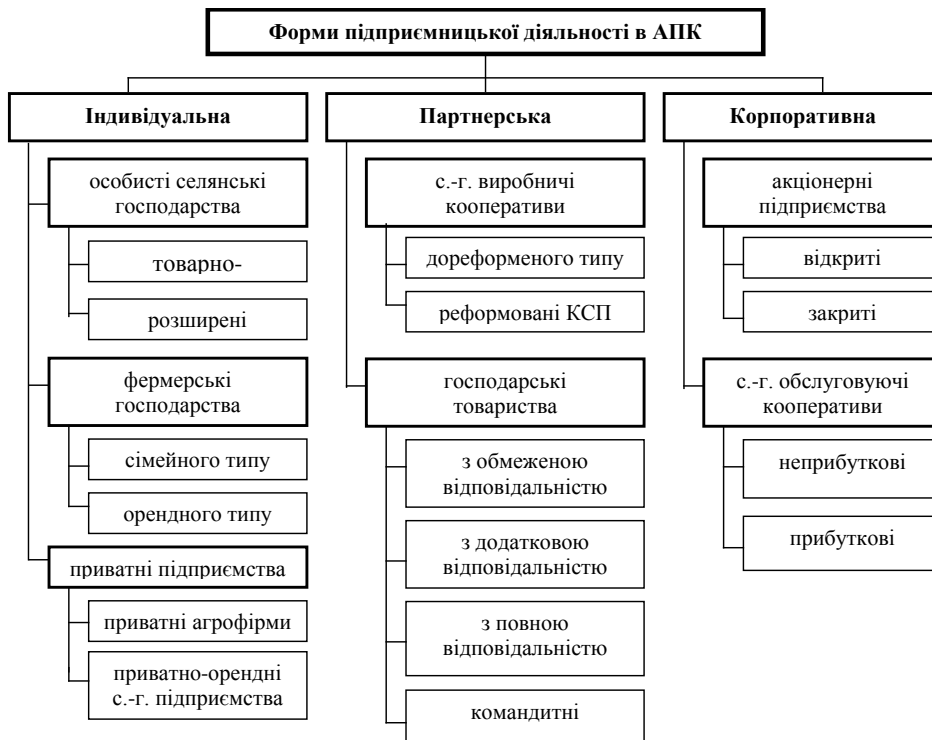 Форми підприємницької діяльності в АПК
Індивідуальна
особисті селянські
господарства
товарно-
розширені
фермерські
господарства
сімейного типу
орендного типу
приватні підприємства
приватні агрофірми
приватно-орендні
с.-г. підприємства
Партнерська
с.-г. виробничі
кооперативи
дореформеного типу
реформовані КСП
господарські
товариства
з обмеженою
відповідальністю
з додатковою
відповідальністю
з повною
відповідальністю
командитні
Корпоративна
акціонерні
підприємства
відкриті
закриті
с.-г. обслуговуючі
кооперативи
неприбуткові
прибуткові